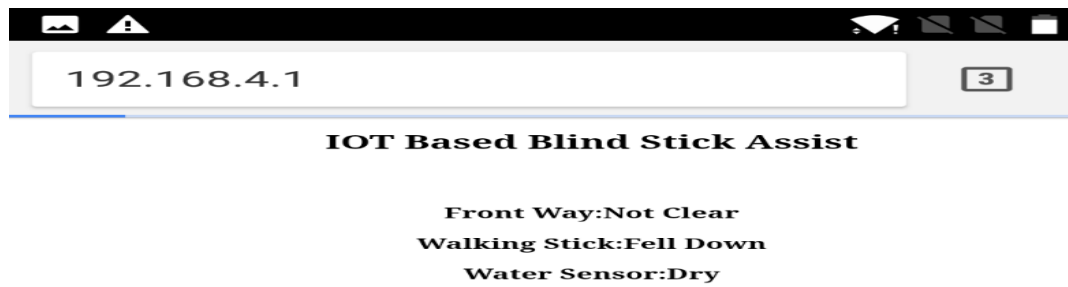 192.168.4.1
3
IOT Based Blind Stick Assist
Front Way:Not Clear
Walking Stick:Fell Down
Water Sensor:Dry